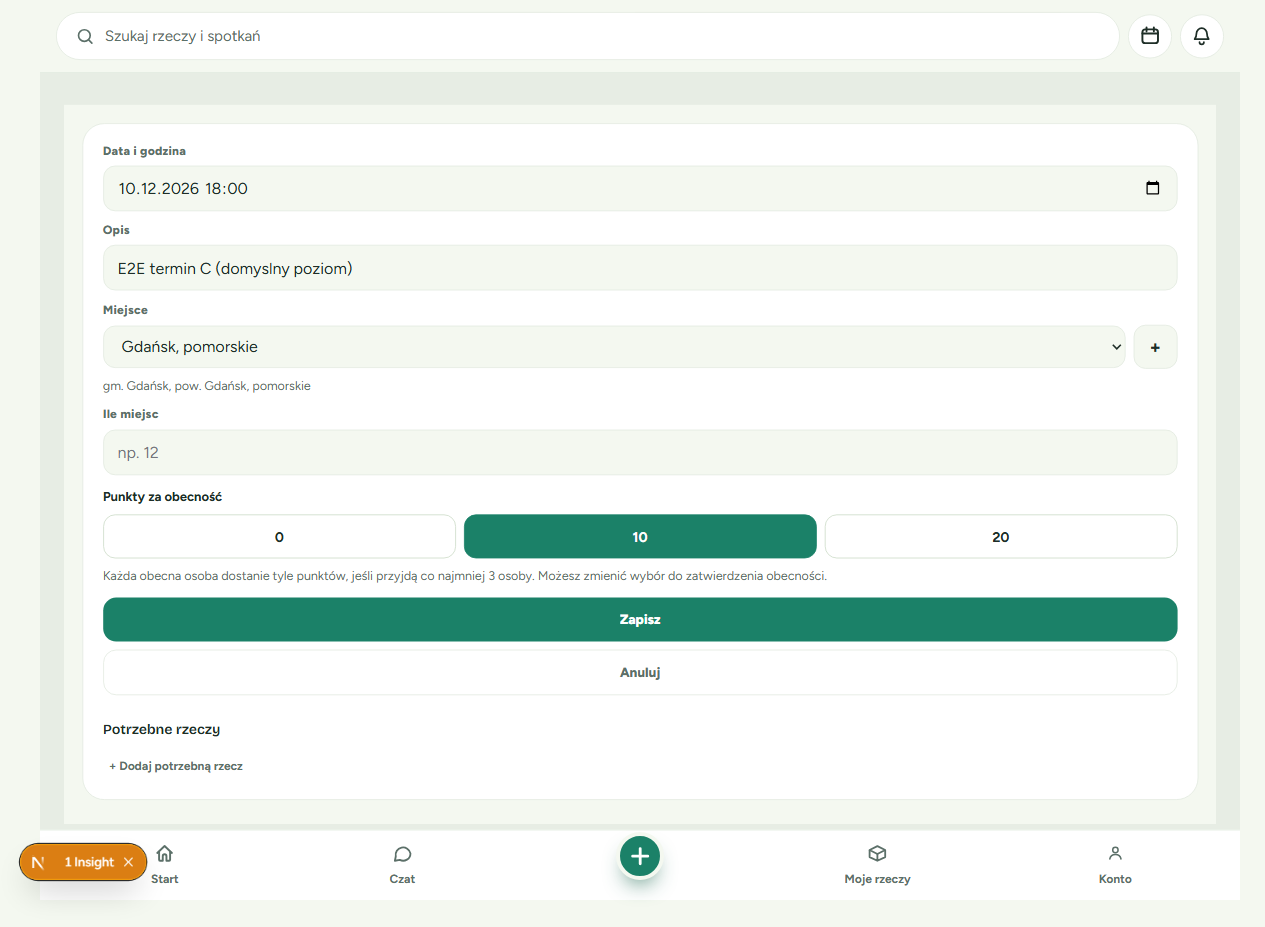 Szukaj rzeczy i spotkań
Data i godzina
10.12.2026 18:00
Opis
E2E termin C (domyslny poziom)
Miejsce
Gdańsk, pomorskie
+
gm. Gdańsk, pow. Gdańsk, pomorskie
Ile miejsc
np. 12
Punkty za obecność
0 10 20
Każda obecna osoba dostanie tyle punktów, jeśli przyjdą co najmniej 3 osoby. Możesz zmienić wybór do zatwierdzenia obecności.
Zapisz
Anuluj
Potrzebne rzeczy
+ Dodaj potrzebną rzecz
N 1 Insight
Start Czat Moje rzeczy Konto